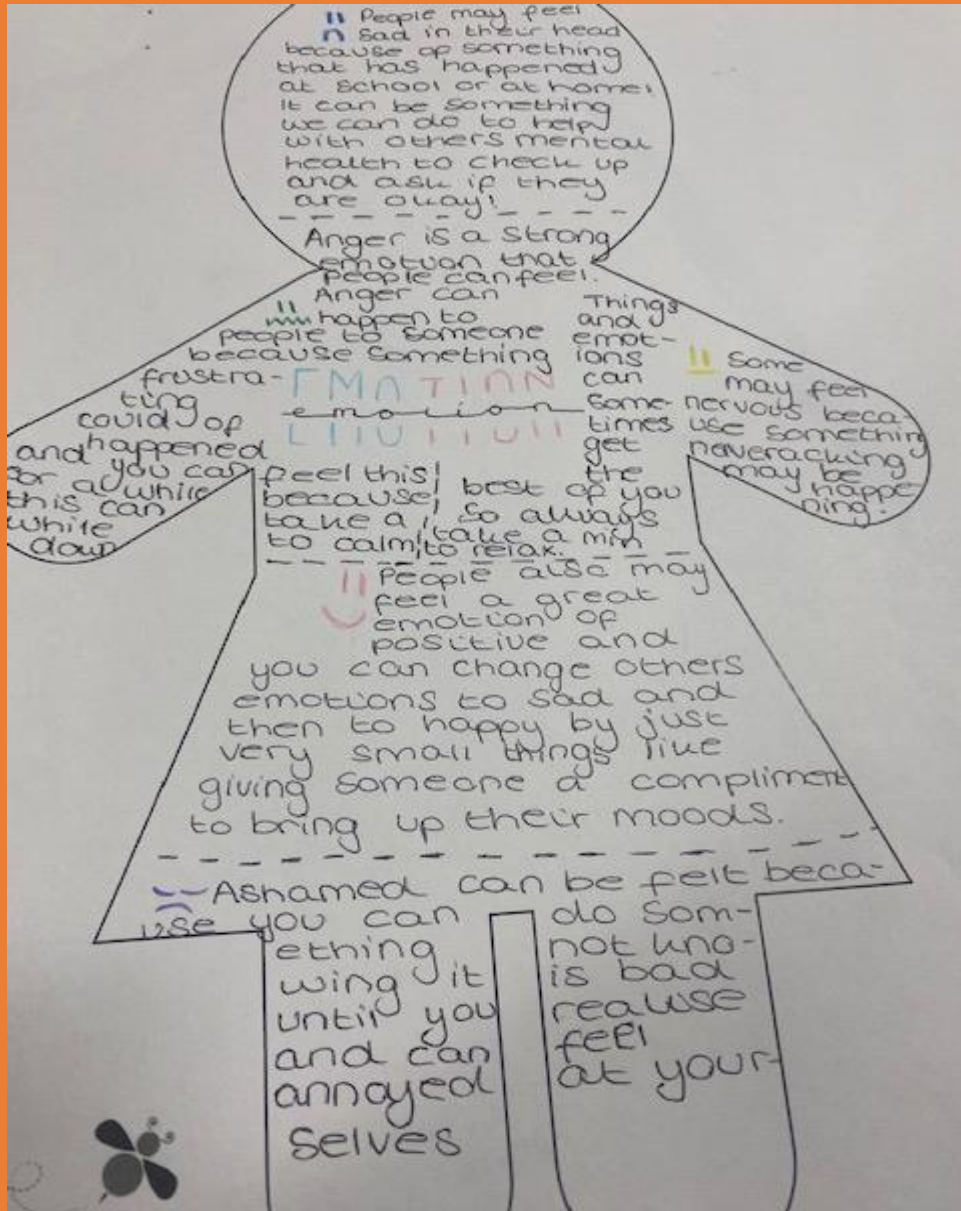 People may feel
sad in their head
because of something
that has happened
at school or at home!
It can be something
we can do to help
with others mental
health to check up
and ask if they
are okay!
Anger is a strong
emotion that
people can feel.
Anger can
happen to
people to someone
because something
frustra-
ting
could of
happened
and you can
for a while
this can
while
down
EMOTION
emotion
feel this!
because!
take a
to calm
Things
and
emot-
ions
can
some-
times
get
the
best of you
so always
take a min
to relax.
Some
may feel
nervous beca-
use something
neveracking
may be
happe
ning!
People also may
feel a great
emotion of
positive and
you can change others
emotions to sad and
then to happy by just
very small things like
giving someone a compliment
to bring up their moods.
Ashamed can be felt beca-
use you can do som-
ething not kno-
wing it is bad
until you realise
and can feel
annoyed at your-
selves